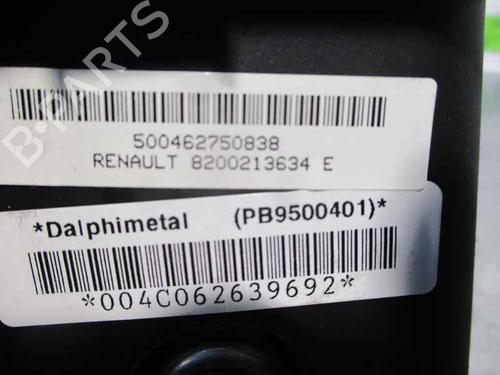 B-PARTS
500462750838
RENAULT 8200213634 E
*Dalphimetal (PB9500401)*
*004C062639692*